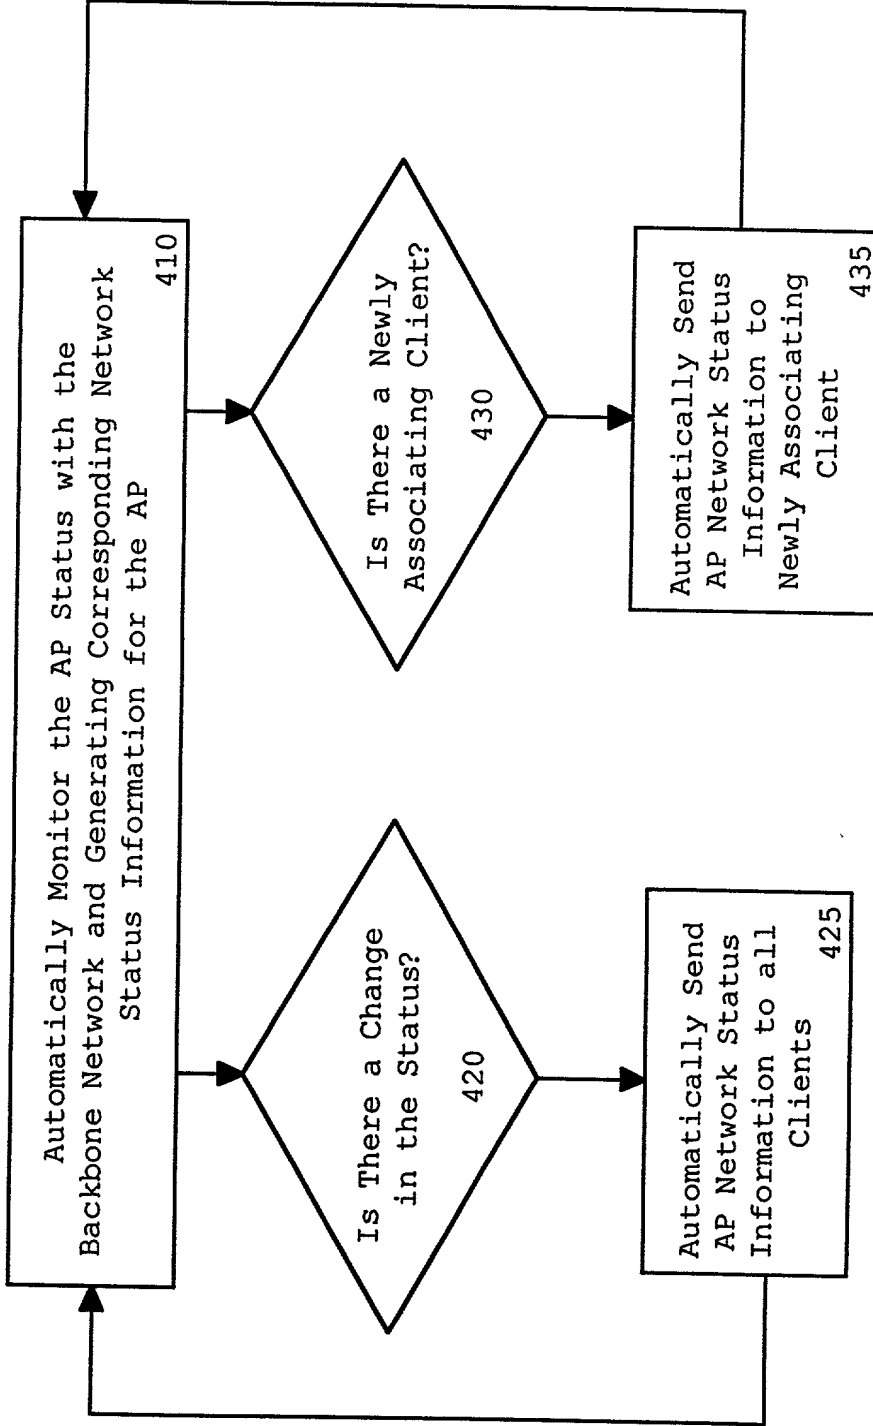 Automatically Monitor the AP Status with the
Backbone Network and Generating Corresponding Network
Status Information for the AP
410
Is There a Change
in the Status?
420
Automatically Send
AP Network Status
Information to all
Clients
425
Is There a Newly
Associating Client?
430
Automatically Send
AP Network Status
Information to
Newly Associating
Client
435